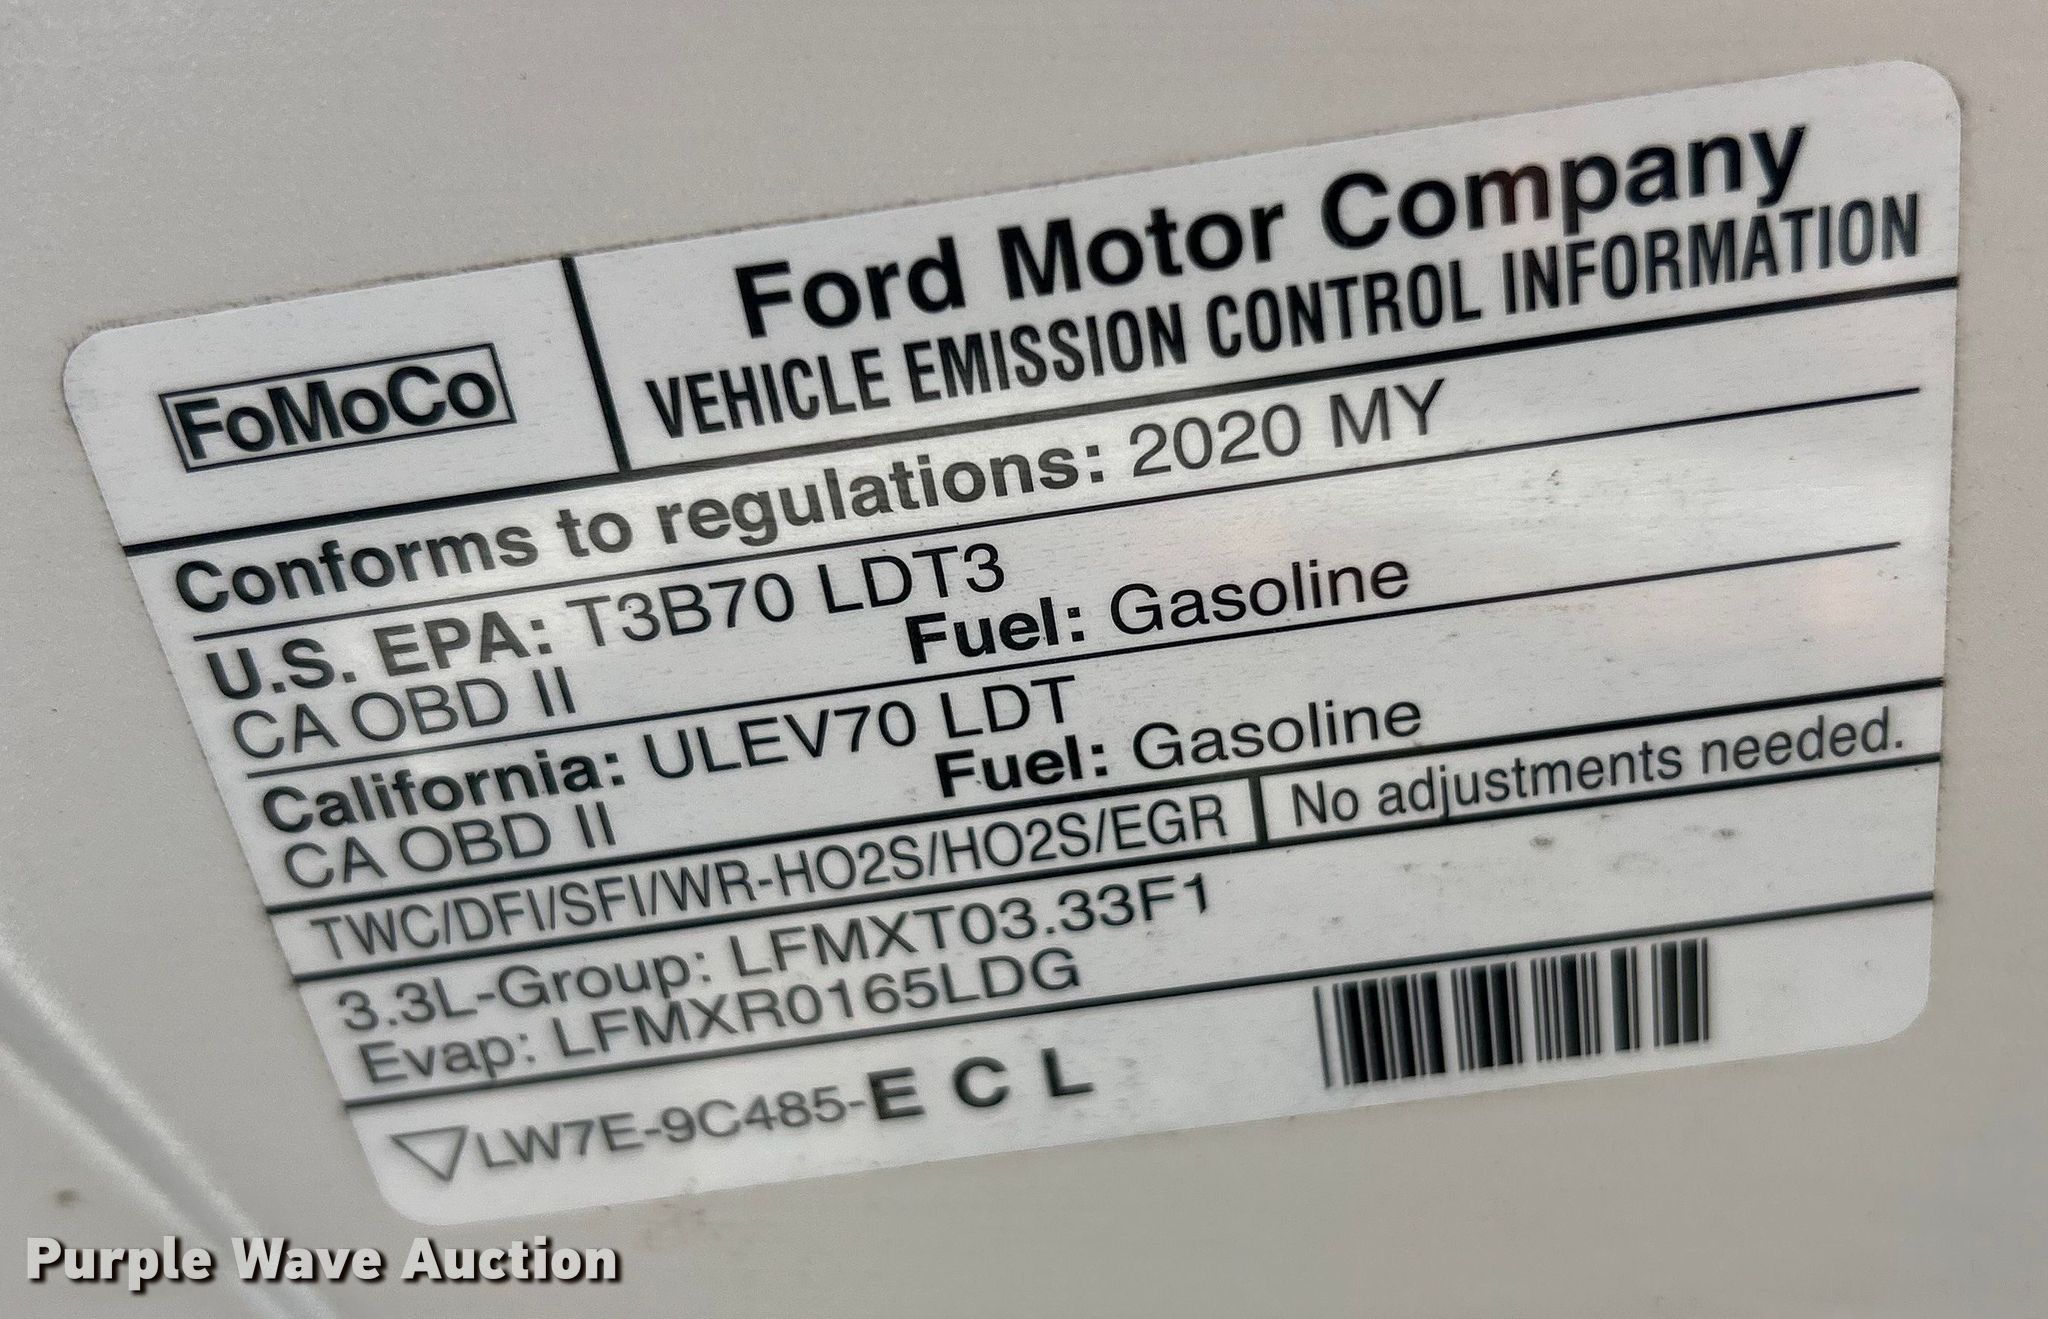 FoMoCo
Ford Motor Company
VEHICLE EMISSION CONTROL INFORMATION
Conforms to regulations: 2020 MY
U.S. EPA: T3B70 LDT3
CA OBD II Fuel: Gasoline
California: ULEV70 LDT
CA OBD II Fuel: Gasoline
TWC/DFI/SFI/WR-HO2S/HO2S/EGR No adjustments needed.
3.3L-Group: LFMXT03.33F1
Evap: LFMXR0165LDG
LW7E-9C485-E C L
Purple Wave Auction